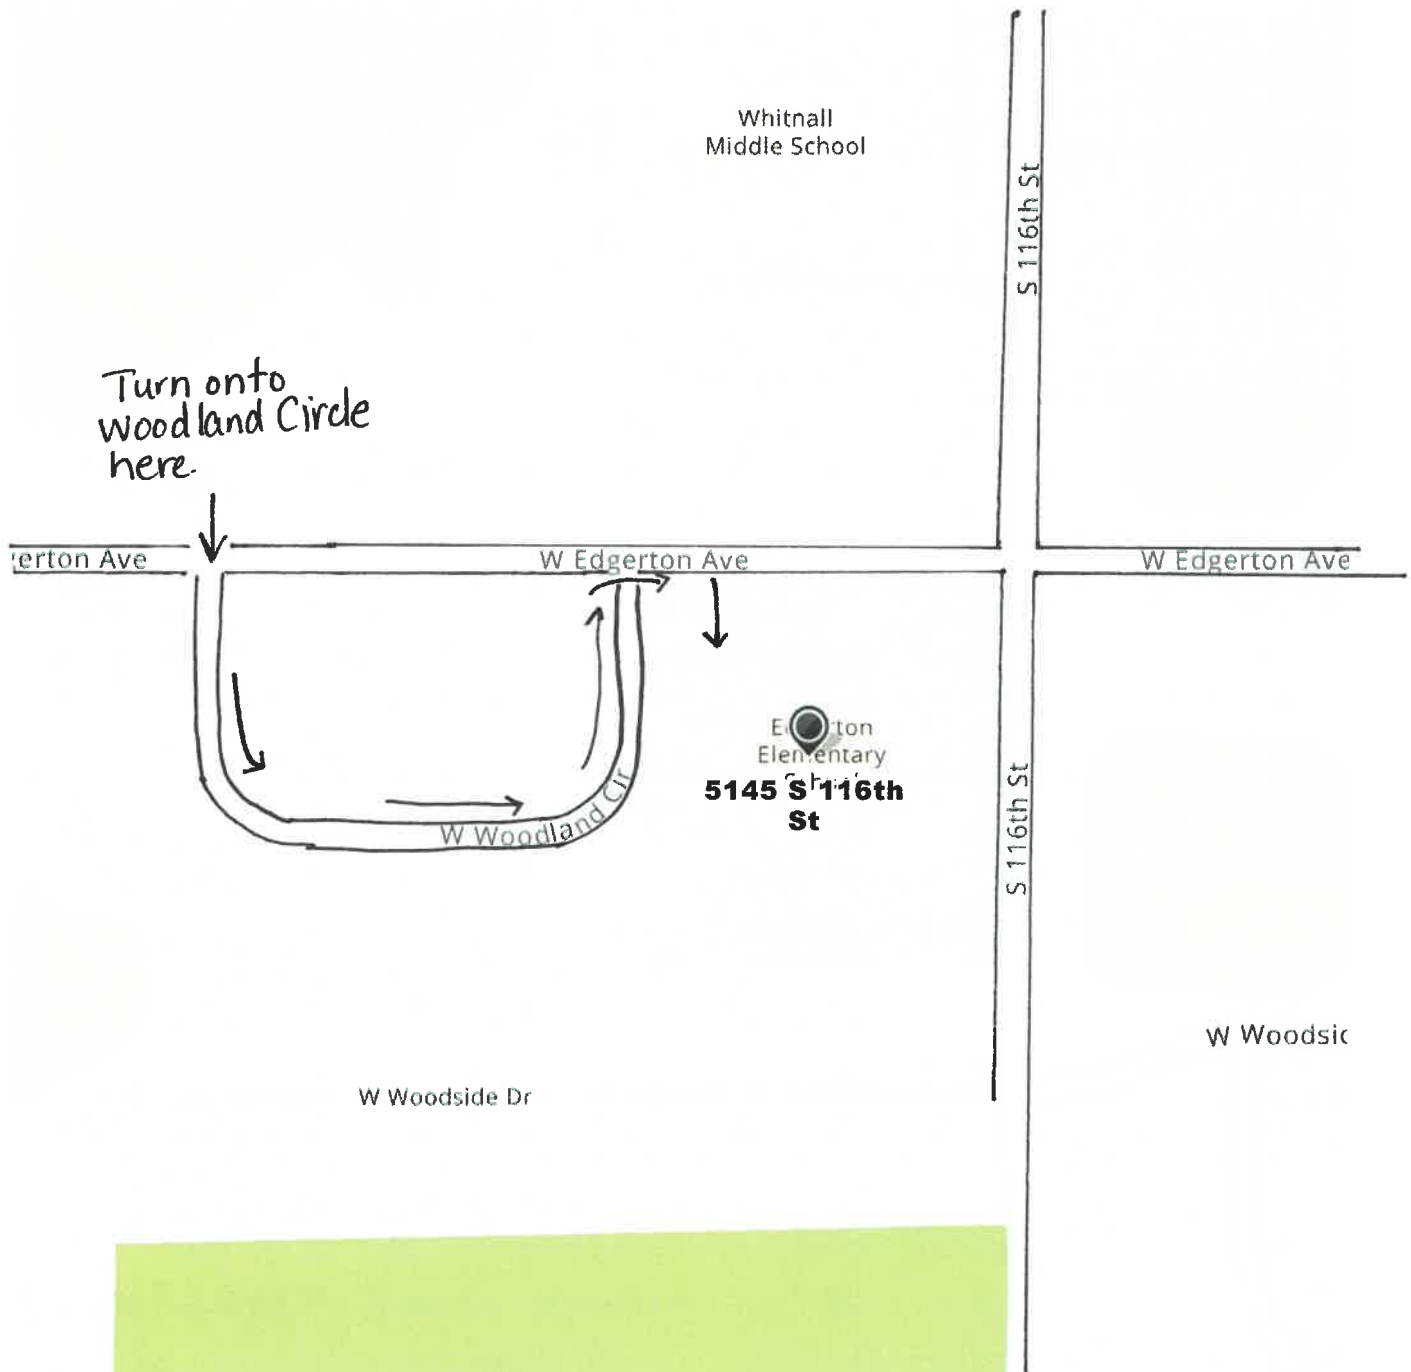 Whitnall
Middle School
S 116th St
Turn onto
Woodland Circle
here.
erton Ave
W Edgerton Ave
W Edgerton Ave
Elementary
5145 S 116th
St
W Woodland Cir
S 116th St
W Woodsic
W Woodside Dr